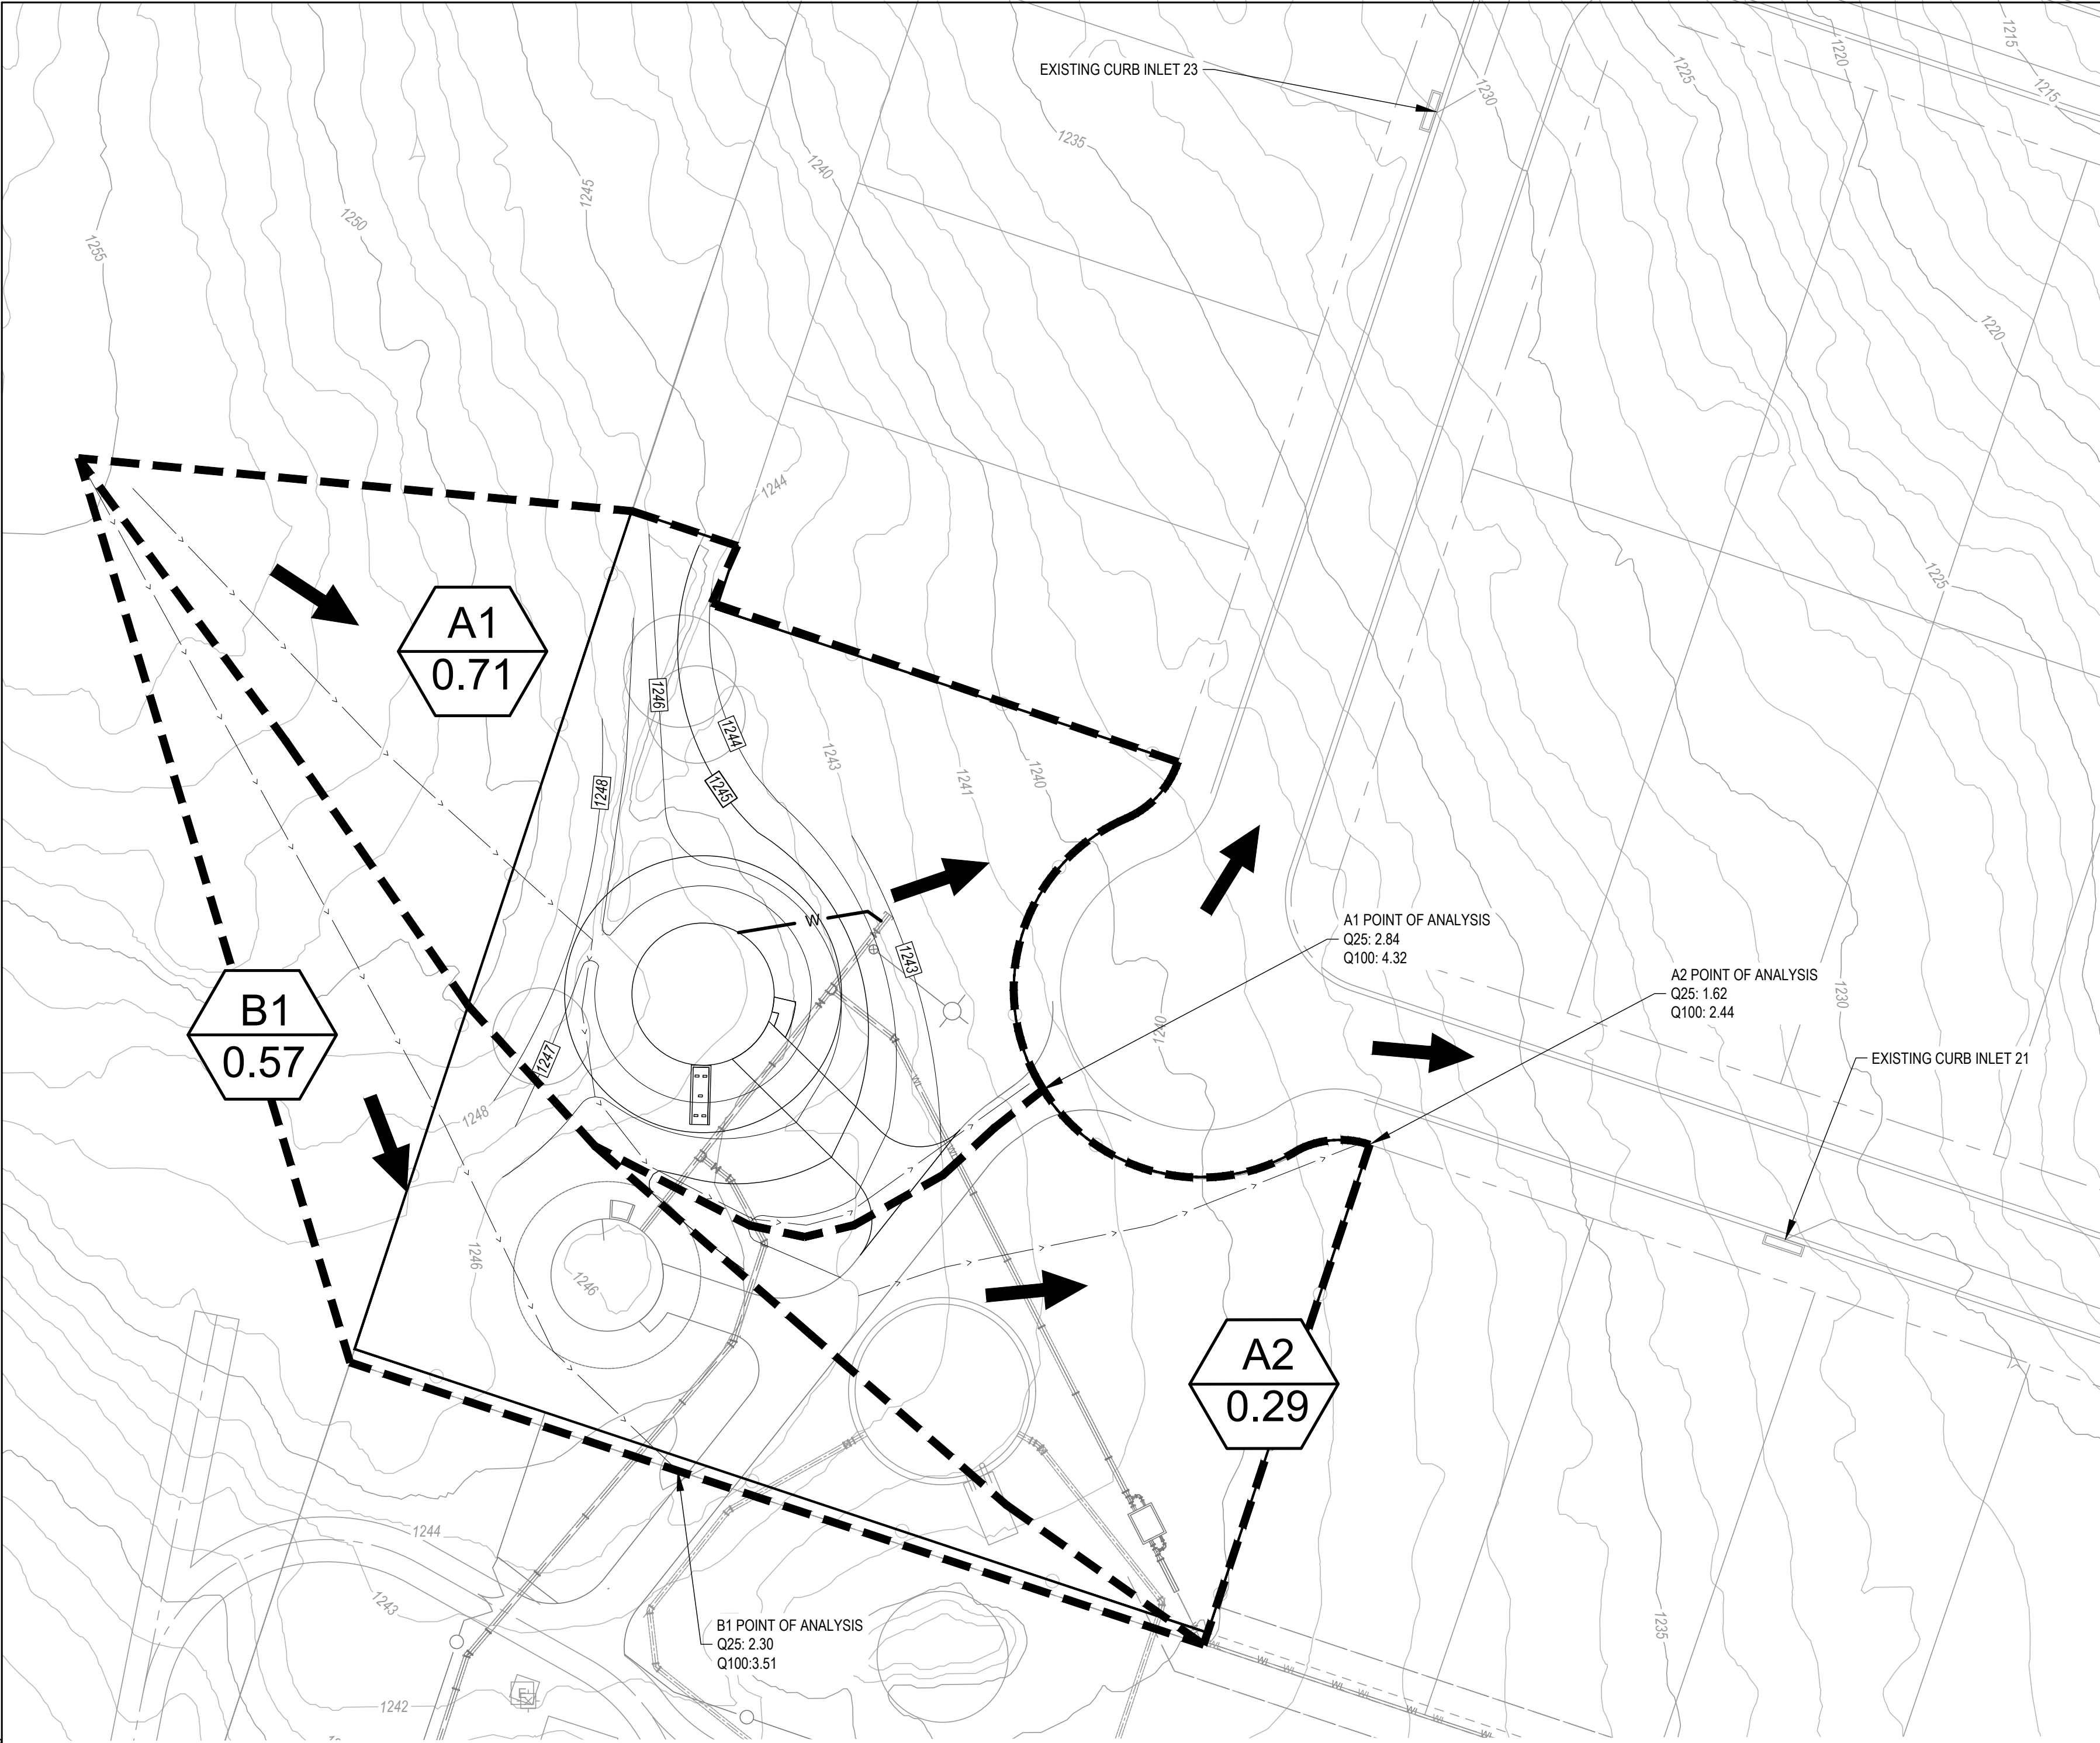 EXISTING CURB INLET 23
1215
1220
1225
1215
1230
1235
1240
1245
1250
1255
1220
1244
1225
A1
0.71
1246
1244
1243
1241
1240
1245
1248
W
A1 POINT OF ANALYSIS
Q25: 2.84
Q100: 4.32
1243
A2 POINT OF ANALYSIS
Q25: 1.62
Q100: 2.44
1230
B1
0.57
1240
1247
EXISTING CURB INLET 21
1248
1246
1246
A2
0.29
1244
1243
B1 POINT OF ANALYSIS
Q25: 2.30
Q100:3.51
1235
E
1242